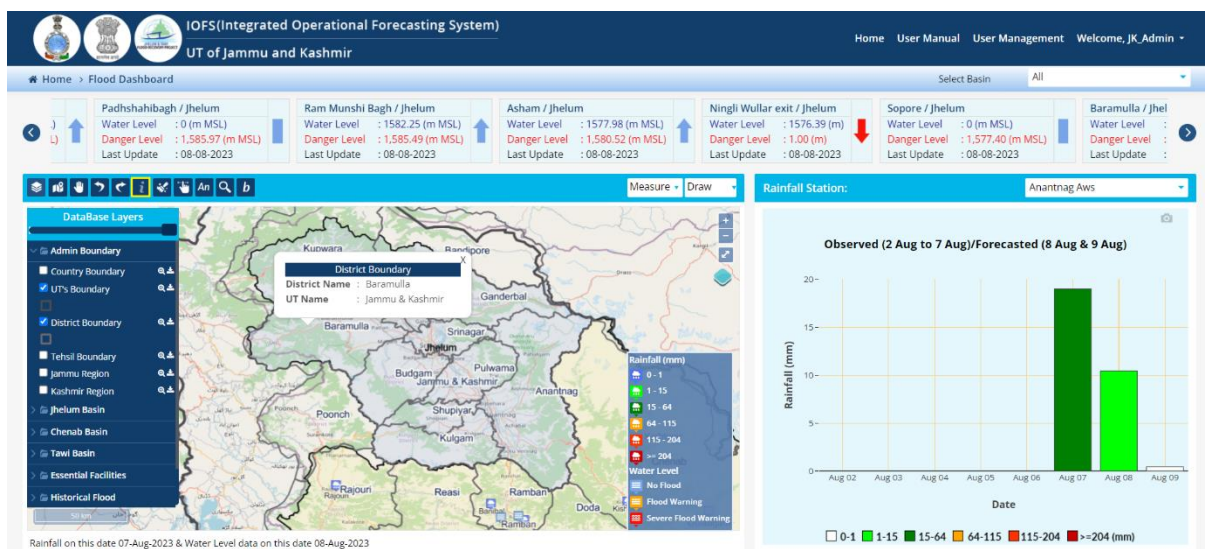 IOFS(Integrated Operational Forecasting System)
UT of Jammu and Kashmir
Home User Manual User Management Welcome, JK_Admin
Home > Flood Dashboard
Select Basin All
Padhshahibagh / Jhelum
Water Level : 0 (m MSL)
Danger Level : 1,585.97 (m MSL)
Last Update : 08-08-2023
Ram Munshi Bagh / Jhelum
Water Level : 1582.25 (m MSL)
Danger Level : 1,585.49 (m MSL)
Last Update : 08-08-2023
Asham / Jhelum
Water Level : 1577.98 (m MSL)
Danger Level : 1,580.52 (m MSL)
Last Update : 08-08-2023
Ningli Wullar exit / Jhelum
Water Level : 1576.39 (m)
Danger Level : 1.00 (m)
Last Update : 08-08-2023
Sopore / Jhelum
Water Level : 0 (m MSL)
Danger Level : 1,577.40 (m MSL)
Last Update : 08-08-2023
Baramulla / Jhel
Water Level :
Danger Level :
Last Update :
i An b
Measure Draw
DataBase Layers
Admin Boundary
Country Boundary
UT's Boundary
District Boundary
Tehsil Boundary
Jammu Region
Kashmir Region
Jhelum Basin
Chenab Basin
Tawi Basin
Essential Facilities
Historical Flood
50 km
X
District Boundary
District Name : Baramulla
UT Name : Jammu & Kashmir
Kupwara
Bandipore
Drass
Ganderbal
Baramulla
Srinagar
Jhelum
Budgam
Pulwama
Jammu & Kashmir
Anantnag
Poonch
Poonch
Shupiyar
Kulgam
Rajouri
Rajouri
Reasi
Ramban
Banihal
Ramban
Doda
Rainfall (mm)
0 - 1
1 - 15
15 - 64
64 - 115
115 - 204
>= 204
Water Level
No Flood
Flood Warning
Severe Flood Warning
Rainfall on this date 07-Aug-2023 & Water Level data on this date 08-Aug-2023
Rainfall Station: Anantnag Aws
Observed (2 Aug to 7 Aug)/Forecasted (8 Aug & 9 Aug)
Rainfall (mm)
20
15
10
5
0
Aug 02 Aug 03 Aug 04 Aug 05 Aug 06 Aug 07 Aug 08 Aug 09
Date
0-1 1-15 15-64 64-115 115-204 >=204 (mm)